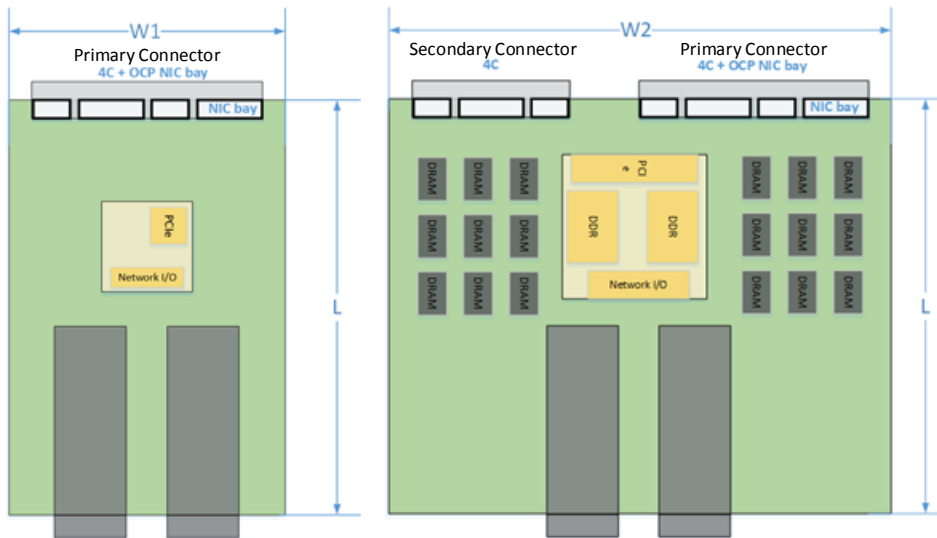 W1
Primary Connector
4C + OCP NIC bay
NIC bay
PCIe
Network I/O
L
W2
Secondary Connector
4C
Primary Connector
4C + OCP NIC bay
NIC bay
DRAM
DRAM
DRAM
PCI
e
DRAM
DRAM
DRAM
DRAM
DRAM
DRAM
DDR
DDR
DRAM
DRAM
DRAM
DRAM
DRAM
DRAM
Network I/O
DRAM
DRAM
DRAM
L